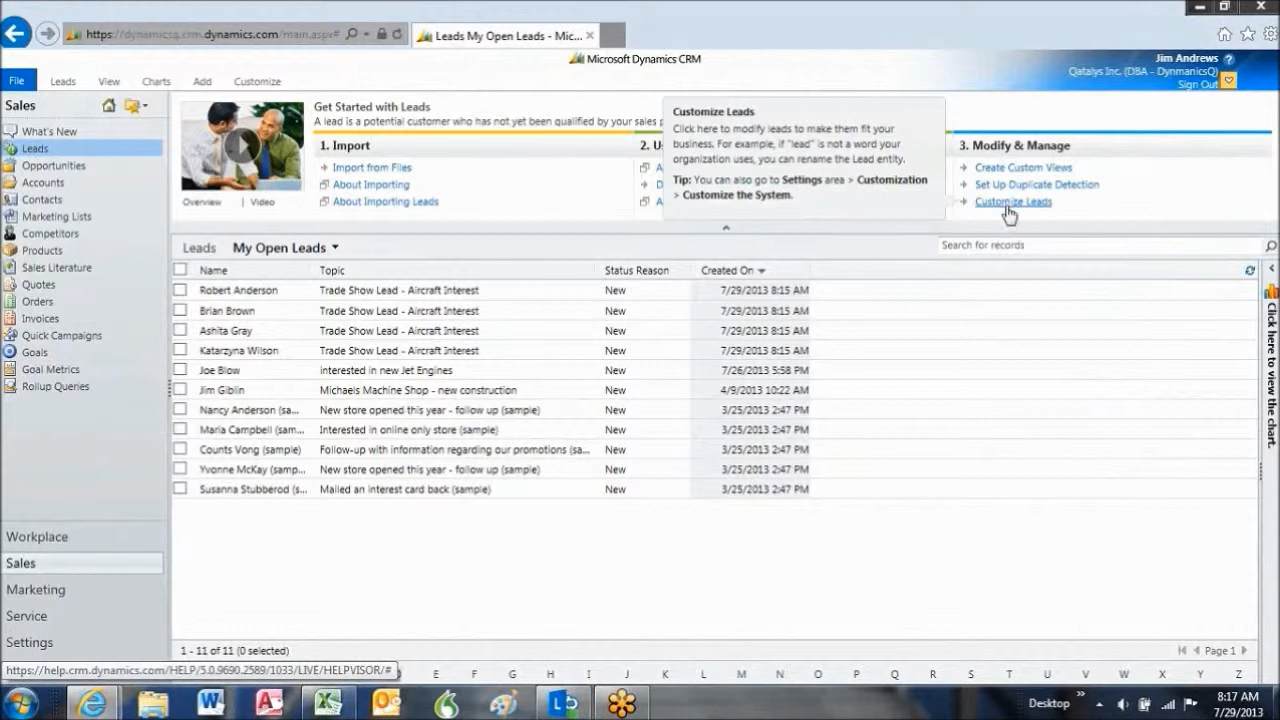 https://dynamicsq.crm.dynamics.com/main.aspx#
Leads My Open Leads - Mic...
Microsoft Dynamics CRM
Jim Andrews
Qatalys Inc. (DBA - DynmanicsQ)
Sign Out
File Leads View Charts Add Customize
Sales
What's New
Leads
Opportunities
Accounts
Contacts
Marketing Lists
Competitors
Products
Sales Literature
Quotes
Orders
Invoices
Quick Campaigns
Goals
Goal Metrics
Rollup Queries
Workplace
Sales
Marketing
Service
Settings
Overview | Video
Get Started with Leads
A lead is a potential customer who has not yet been qualified by your sales p
1. Import
Import from Files
About Importing
About Importing Leads
2. U
A
D
A
Customize Leads
Click here to modify leads to make them fit your
business. For example, if "lead" is not a word your
organization uses, you can rename the Lead entity.
Tip: You can also go to Settings area > Customization
> Customize the System.
3. Modify & Manage
Create Custom Views
Set Up Duplicate Detection
Customize Leads
Leads My Open Leads
Search for records
Name Topic Status Reason Created On
Robert Anderson Trade Show Lead - Aircraft Interest New 7/29/2013 8:15 AM
Brian Brown Trade Show Lead - Aircraft Interest New 7/29/2013 8:15 AM
Ashita Gray Trade Show Lead - Aircraft Interest New 7/29/2013 8:15 AM
Katarzyna Wilson Trade Show Lead - Aircraft Interest New 7/29/2013 8:15 AM
Joe Blow interested in new Jet Engines New 7/26/2013 5:58 PM
Jim Giblin Michaels Machine Shop - new construction New 4/9/2013 10:22 AM
Nancy Anderson (sa... New store opened this year - follow up (sample) New 3/25/2013 2:47 PM
Maria Campbell (sam... Interested in online only store (sample) New 3/25/2013 2:47 PM
Counts Vong (sample) Follow-up with information regarding our promotions (sa... New 3/25/2013 2:47 PM
Yvonne McKay (samp... New store opened this year - follow up (sample) New 3/25/2013 2:47 PM
Susanna Stubberod (s... Mailed an interest card back (sample) New 3/25/2013 2:47 PM
Click here to view the chart.
1 - 11 of 11 (0 selected)
Page 1
https://help.crm.dynamics.com/HELP/5.0.9690.2589/1033/LIVE/HELPVISOR/#
E F G H I J K L M N O P Q R S T U V W X Y Z
Desktop
8:17 AM
7/29/2013